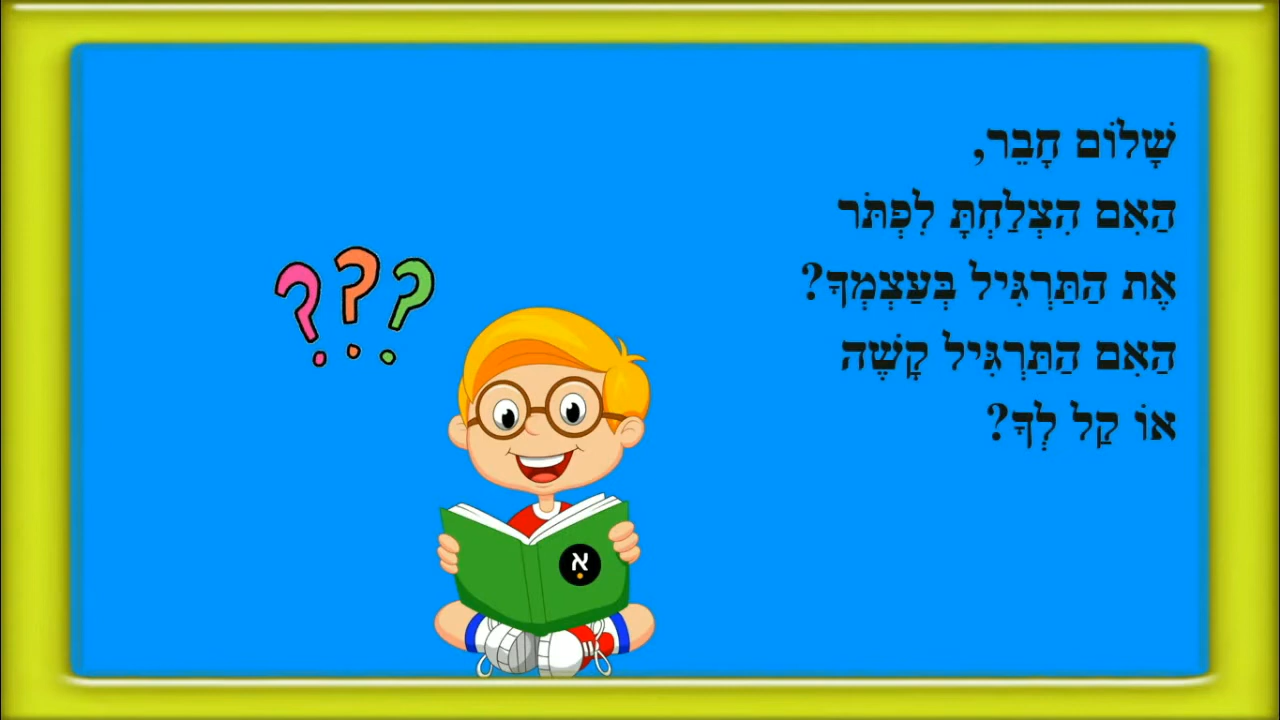 שָׁלוֹם חָבֵר,
הַאִם הִצְלַחְתָּ לִפְתֹּר
אֶת הַתַּרְגִּיל בְּעַצְמְךָ?
הַאִם הַתַּרְגִּיל קָשֶׁה
אוֹ קַל לְךָ?
???
א